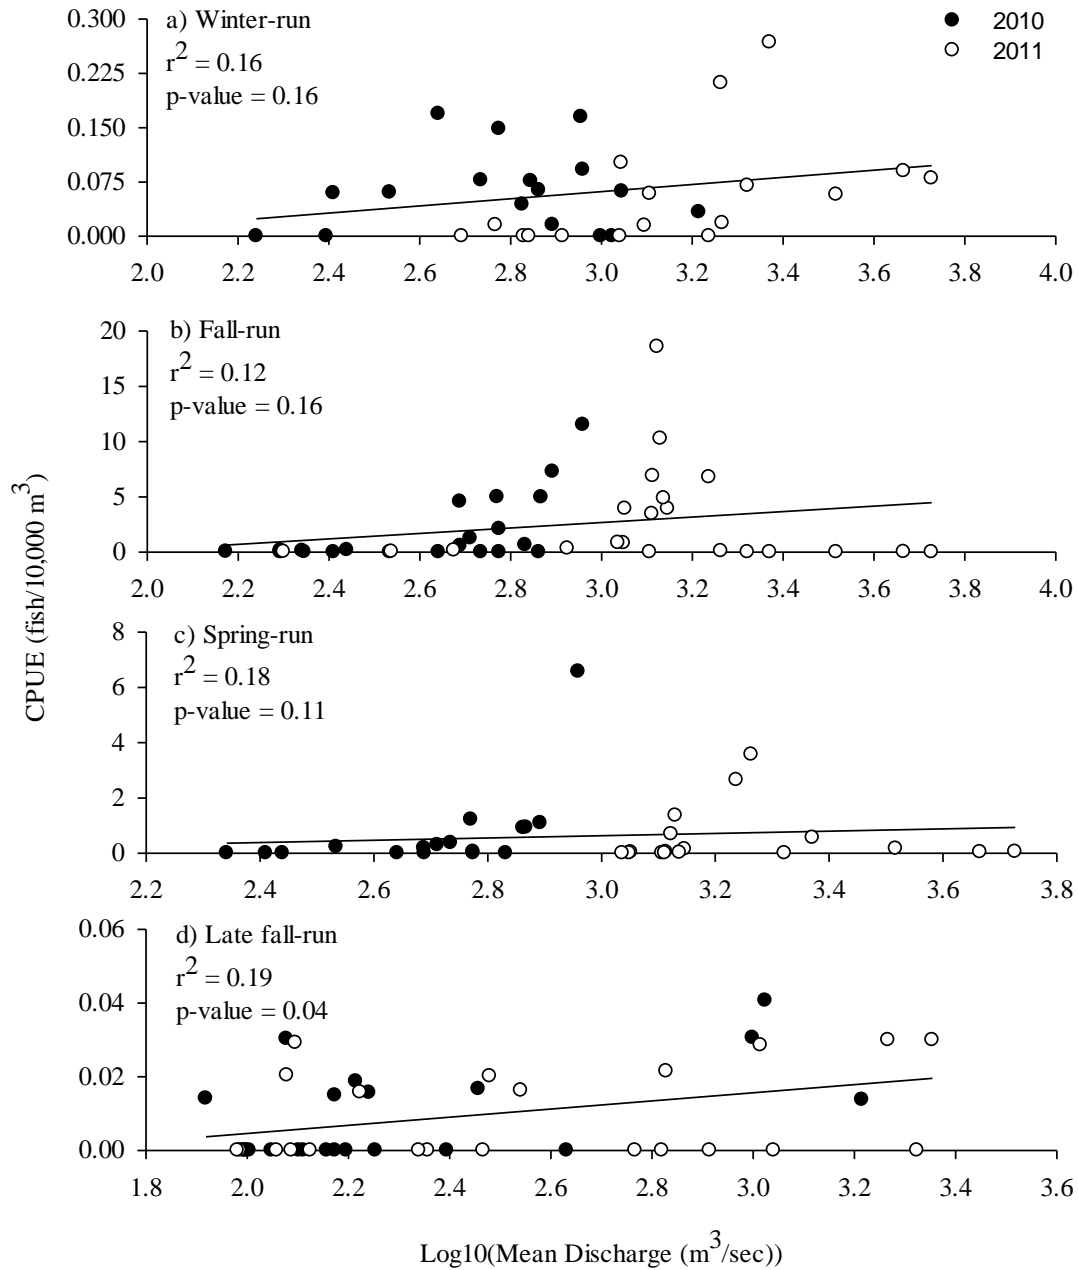 a) Winter-run
r² = 0.16
p-value = 0.16
2010
2011
0.300
0.225
0.150
0.075
0.000
2.0 2.2 2.4 2.6 2.8 3.0 3.2 3.4 3.6 3.8 4.0
b) Fall-run
r² = 0.12
p-value = 0.16
20
15
10
5
0
2.0 2.2 2.4 2.6 2.8 3.0 3.2 3.4 3.6 3.8 4.0
CPUE (fish/10,000 m³)
c) Spring-run
r² = 0.18
p-value = 0.11
8
6
4
2
0
2.2 2.4 2.6 2.8 3.0 3.2 3.4 3.6 3.8
d) Late fall-run
r² = 0.19
p-value = 0.04
0.06
0.04
0.02
0.00
1.8 2.0 2.2 2.4 2.6 2.8 3.0 3.2 3.4 3.6
Log10(Mean Discharge (m³/sec))